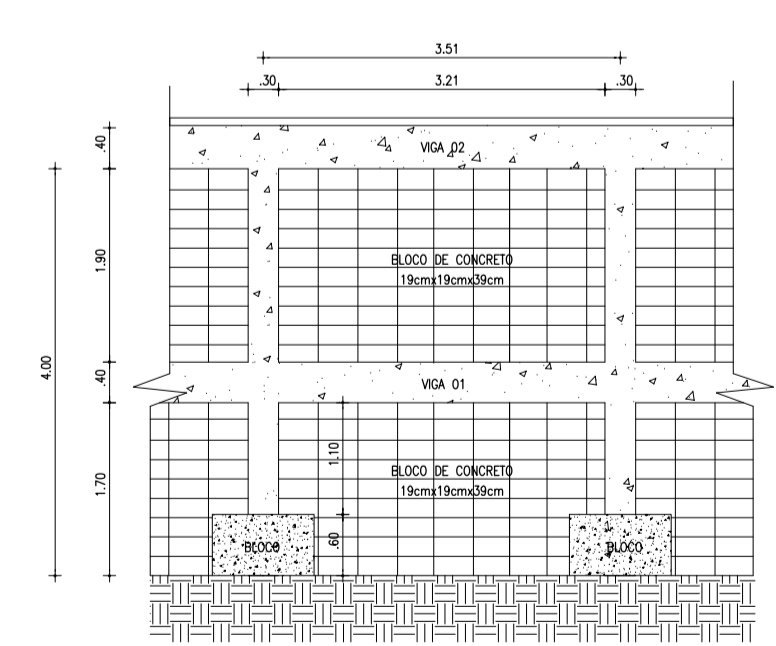 3.51
.30
3.21
.30
.40
VIGA 02
1.90
BLOCO DE CONCRETO
19cmx19cmx39cm
4.00
.40
VIGA 01
1.70
1.10
BLOCO DE CONCRETO
19cmx19cmx39cm
.60
BLOCO
BLOCO